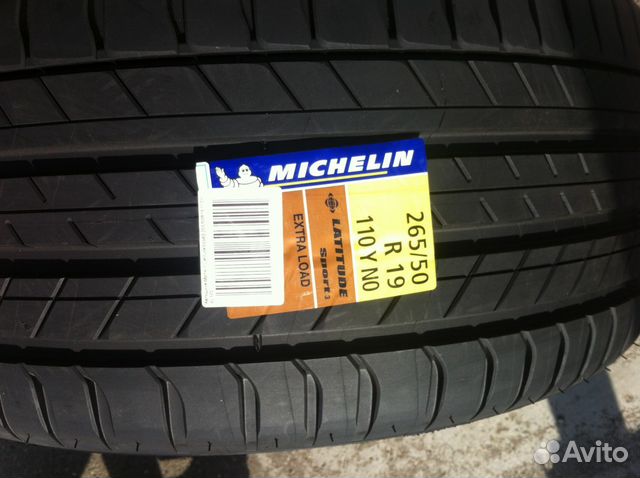 MICHELIN
265/50
R 19
110 Y N0
LATITUDE
Sport 3
EXTRA LOAD
Avito